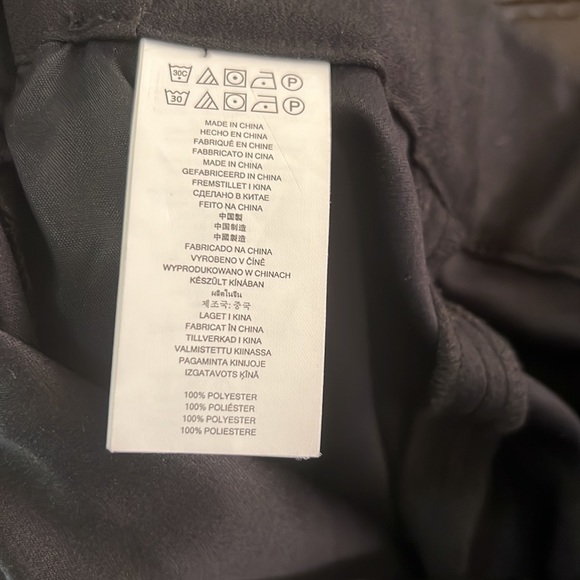 30C P
30 P
MADE IN CHINA
HECHO EN CHINA
FABRIQUÉ EN CHINE
FABBRICATO IN CINA
MADE IN CHINA
GEFABRICEERD IN CHINA
FREMSTILLET I KINA
СДЕЛАНО В КИТАЕ
FEITO NA CHINA
中国製
中国制造
中國製造
FABRICADO NA CHINA
VYROBENO V ČÍNĚ
WYPRODUKOWANO W CHINACH
KÉSZÜLT KÍNÁBAN
ผลิตในจีน
제조국: 중국
LAGET I KINA
FABRICAT ÎN CHINA
TILLVERKAD I KINA
VALMISTETTU KIINASSA
PAGAMINTA KINIJOJE
IZGATAVOTS ĶĪNĀ
100% POLYESTER
100% POLIÉSTER
100% POLYESTER
100% POLIESTERE